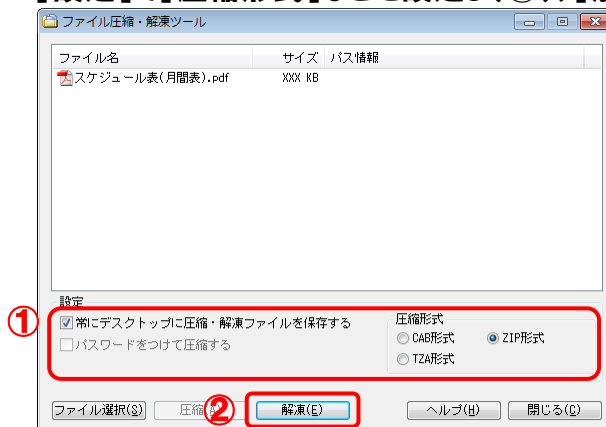 ファイル圧縮・解凍ツール
ファイル名 サイズ パス情報
スケジュール表(月間表).pdf XXX KB
設定
①
常にデスクトップに圧縮・解凍ファイルを保存する
パスワードをつけて圧縮する
圧縮形式
CAB形式 ZIP形式
TZA形式
②
ファイル選択(S) 圧縮 解凍(E) ヘルプ(H) 閉じる(C)